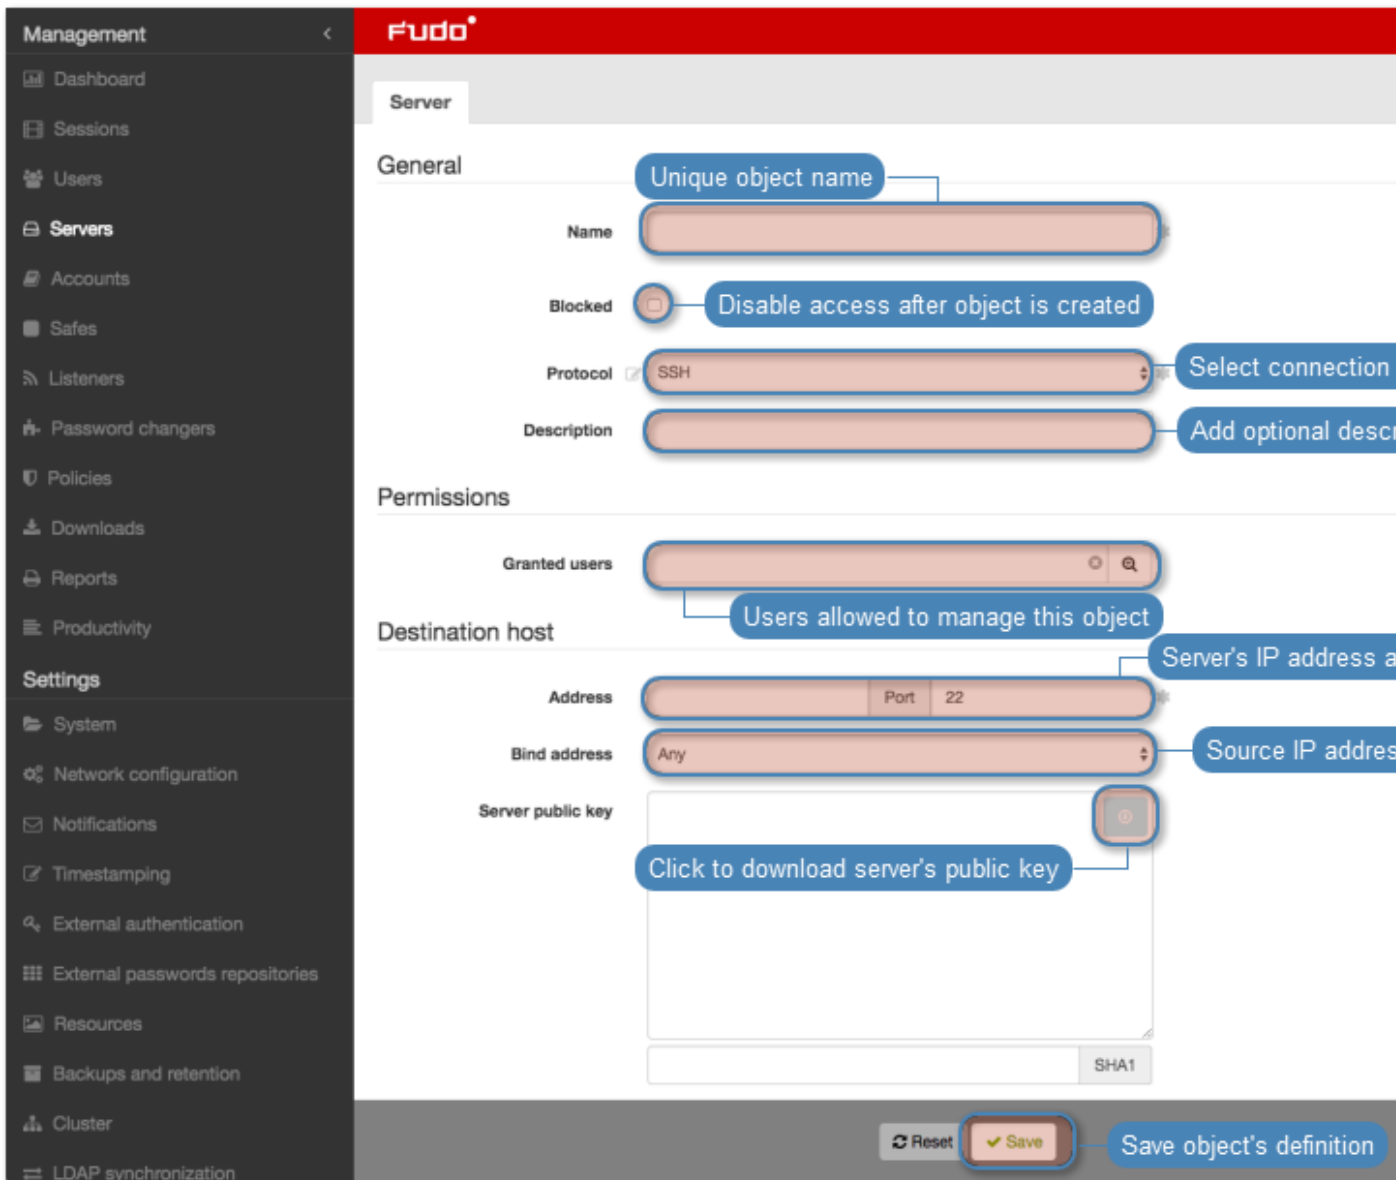 Management
Dashboard
Sessions
Users
Servers
Accounts
Safes
Listeners
Password changers
Policies
Downloads
Reports
Productivity
Settings
System
Network configuration
Notifications
Timestamping
External authentication
External passwords repositories
Resources
Backups and retention
Cluster
LDAP synchronization
FUDO
Server
General
Unique object name
Name
Blocked
Disable access after object is created
Protocol
SSH
Select connection
Description
Add optional descr
Permissions
Granted users
Users allowed to manage this object
Destination host
Server's IP address a
Address
Port 22
Bind address
Any
Source IP addres
Server public key
Click to download server's public key
SHA1
Reset
Save
Save object's definition